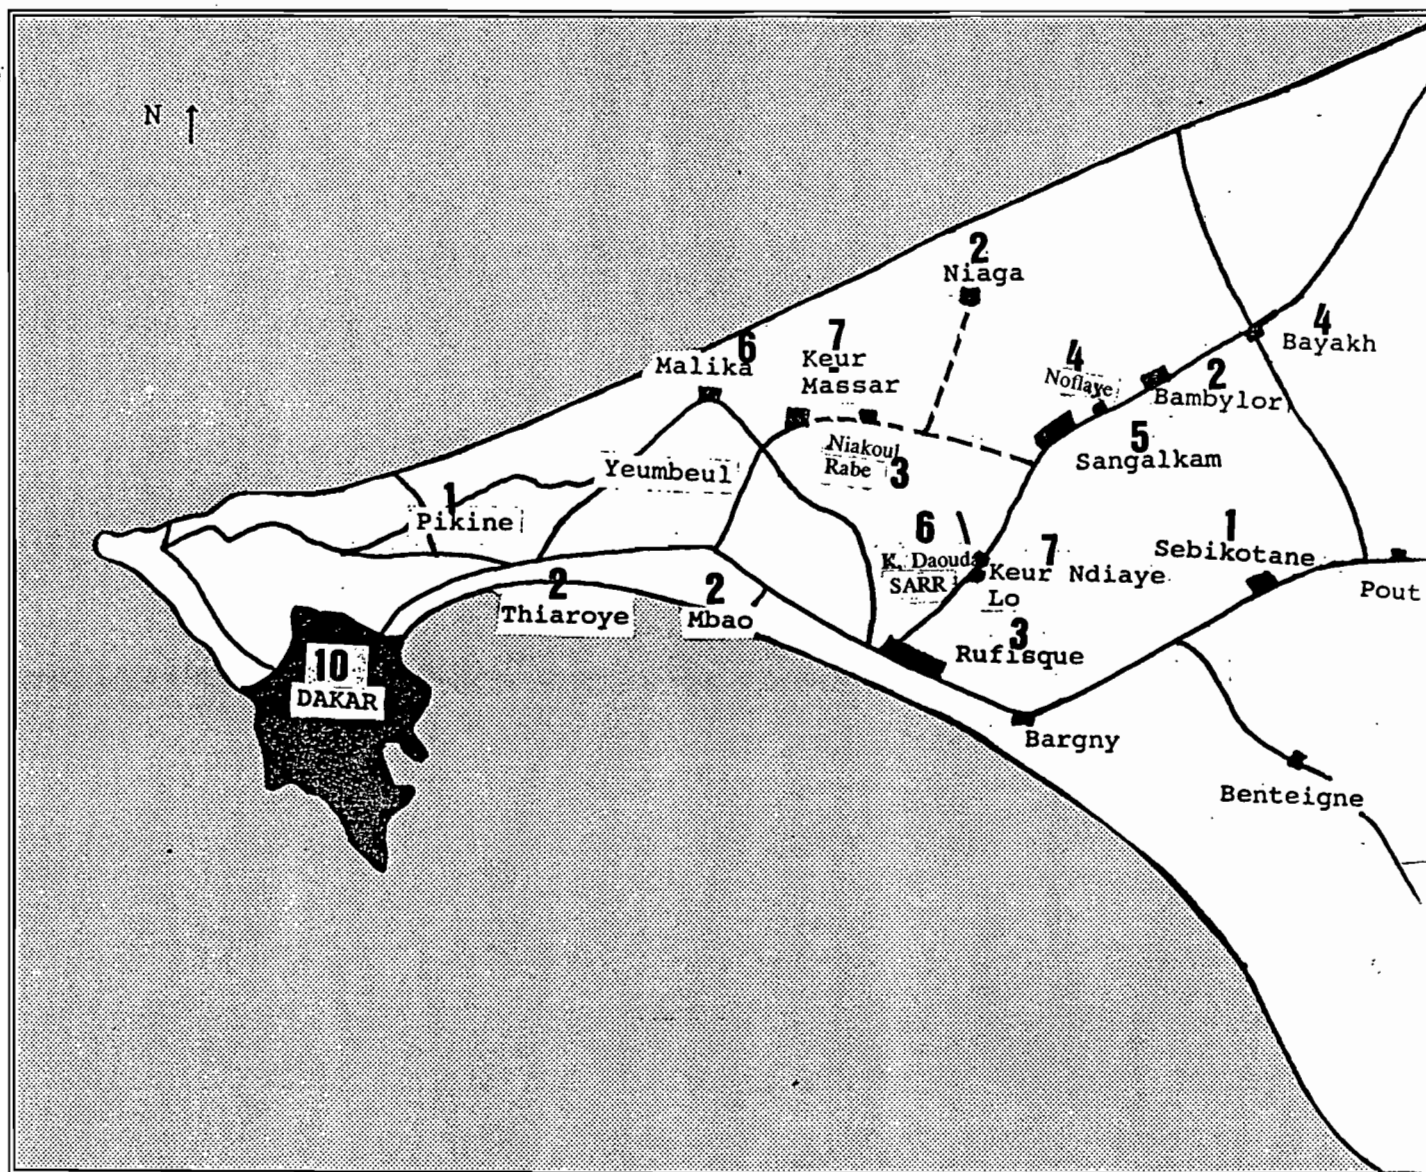 N
2
Niaga
7
Keur
Massar
6
Malika
4
Noflaye
4
Bayakh
2
Bambylor
5
Sangalkam
Niakoul
Rabe 3
Yeumbeul
1
Pikine
6
K. Daouda
SARR
7
Keur Ndiaye
Lo
1
Sebikotane
Pout
2
Thiaroye
2
Mbao
3
Rufisque
10
DAKAR
Bargny
Benteigne